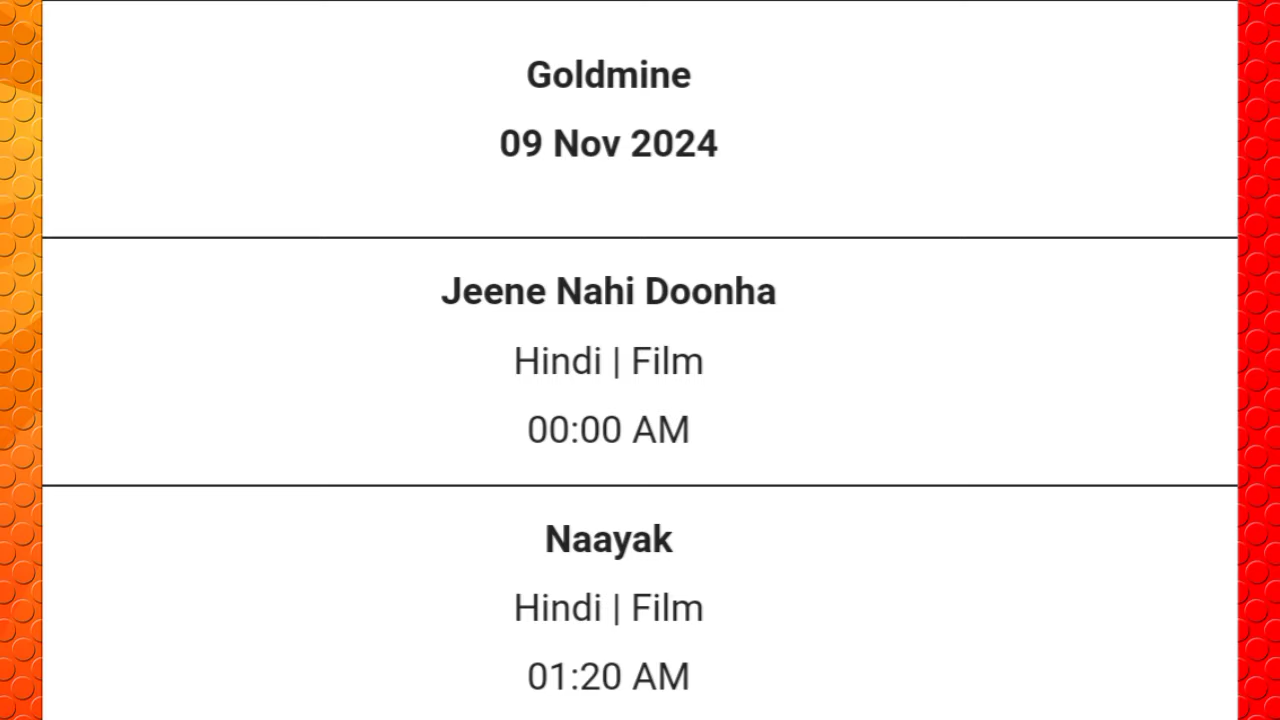 Goldmine
09 Nov 2024
Jeene Nahi Doonha
Hindi | Film
00:00 AM
Naayak
Hindi | Film
01:20 AM